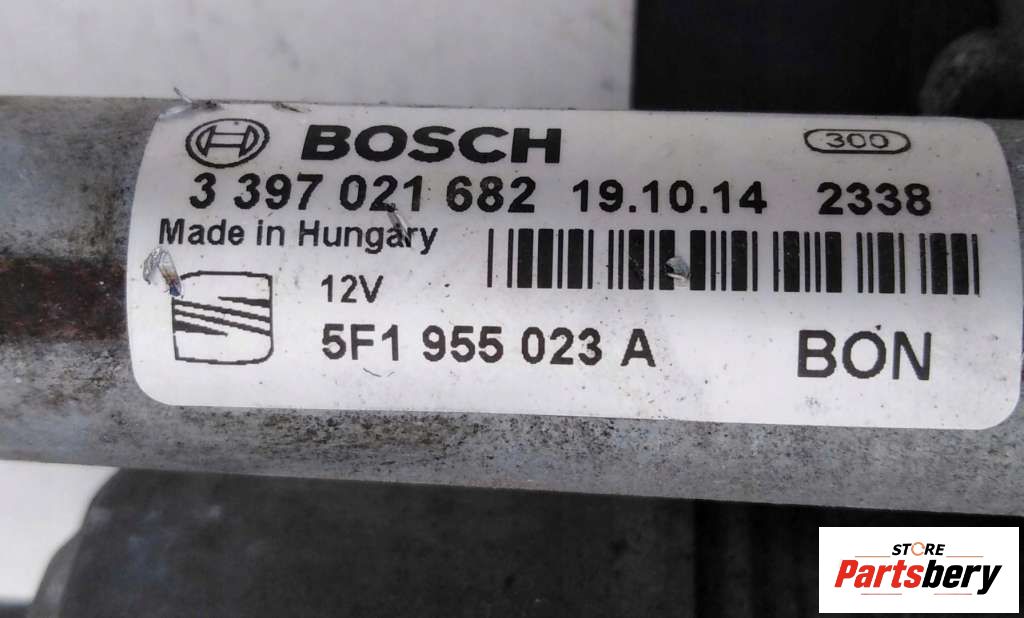 BOSCH 300
3 397 021 682 19.10.14 2338
Made in Hungary
12V
5F1 955 023 A BON
STORE
Partsbery